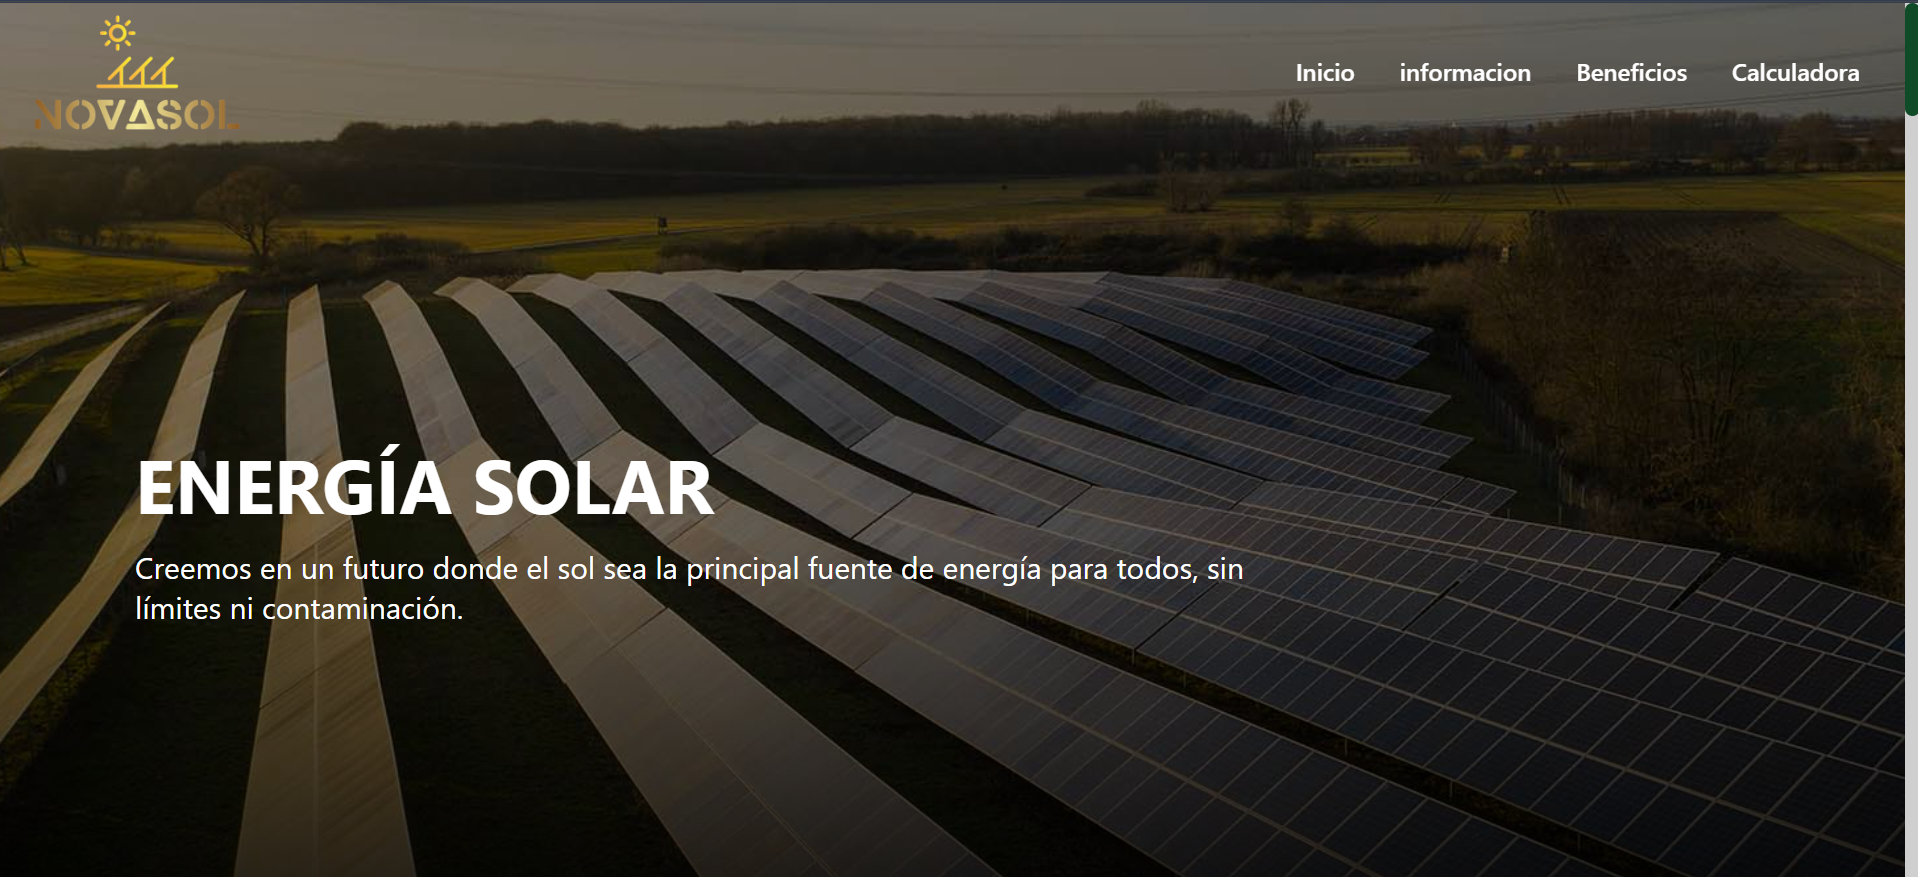 NOVASOL
Inicio informacion Beneficios Calculadora
ENERGÍA SOLAR
Creemos en un futuro donde el sol sea la principal fuente de energía para todos, sin
límites ni contaminación.